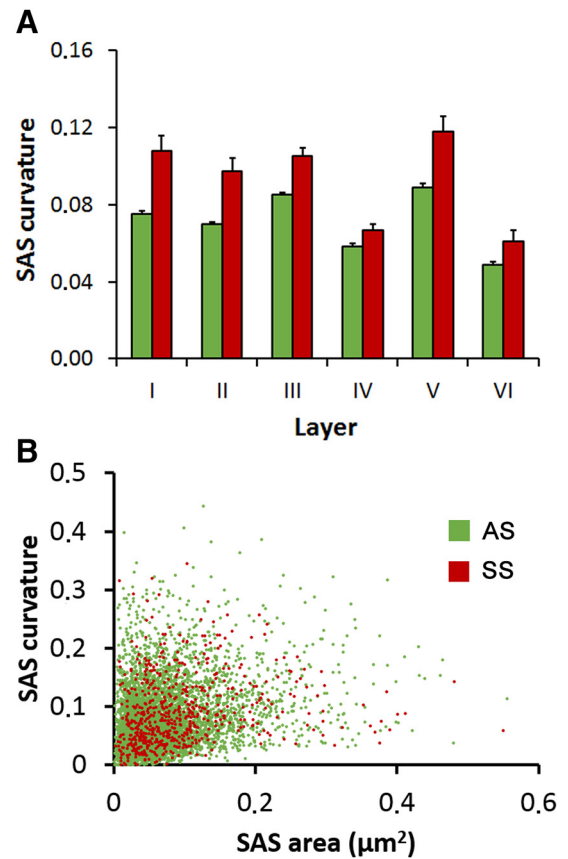 A
SAS curvature
0.16
0.12
0.08
0.04
0.00
I II III IV V VI
Layer
B
SAS curvature
0.5
0.4
0.3
0.2
0.1
0
AS
SS
0 0.2 0.4 0.6
SAS area (µm²)